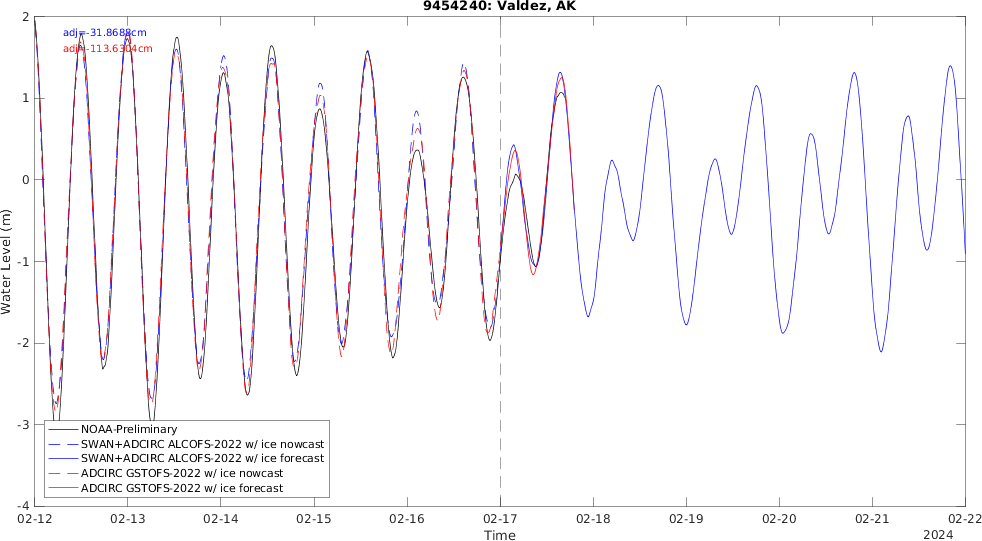 9454240: Valdez, AK
adj=-31.8688cm
adj=-113.6304cm
Water Level (m)
2
1
0
-1
-2
-3
-4
NOAA-Preliminary
SWAN+ADCIRC ALCOFS-2022 w/ ice nowcast
SWAN+ADCIRC ALCOFS-2022 w/ ice forecast
ADCIRC GSTOFS-2022 w/ ice nowcast
ADCIRC GSTOFS-2022 w/ ice forecast
02-12 02-13 02-14 02-15 02-16 02-17 02-18 02-19 02-20 02-21 02-22
Time
2024